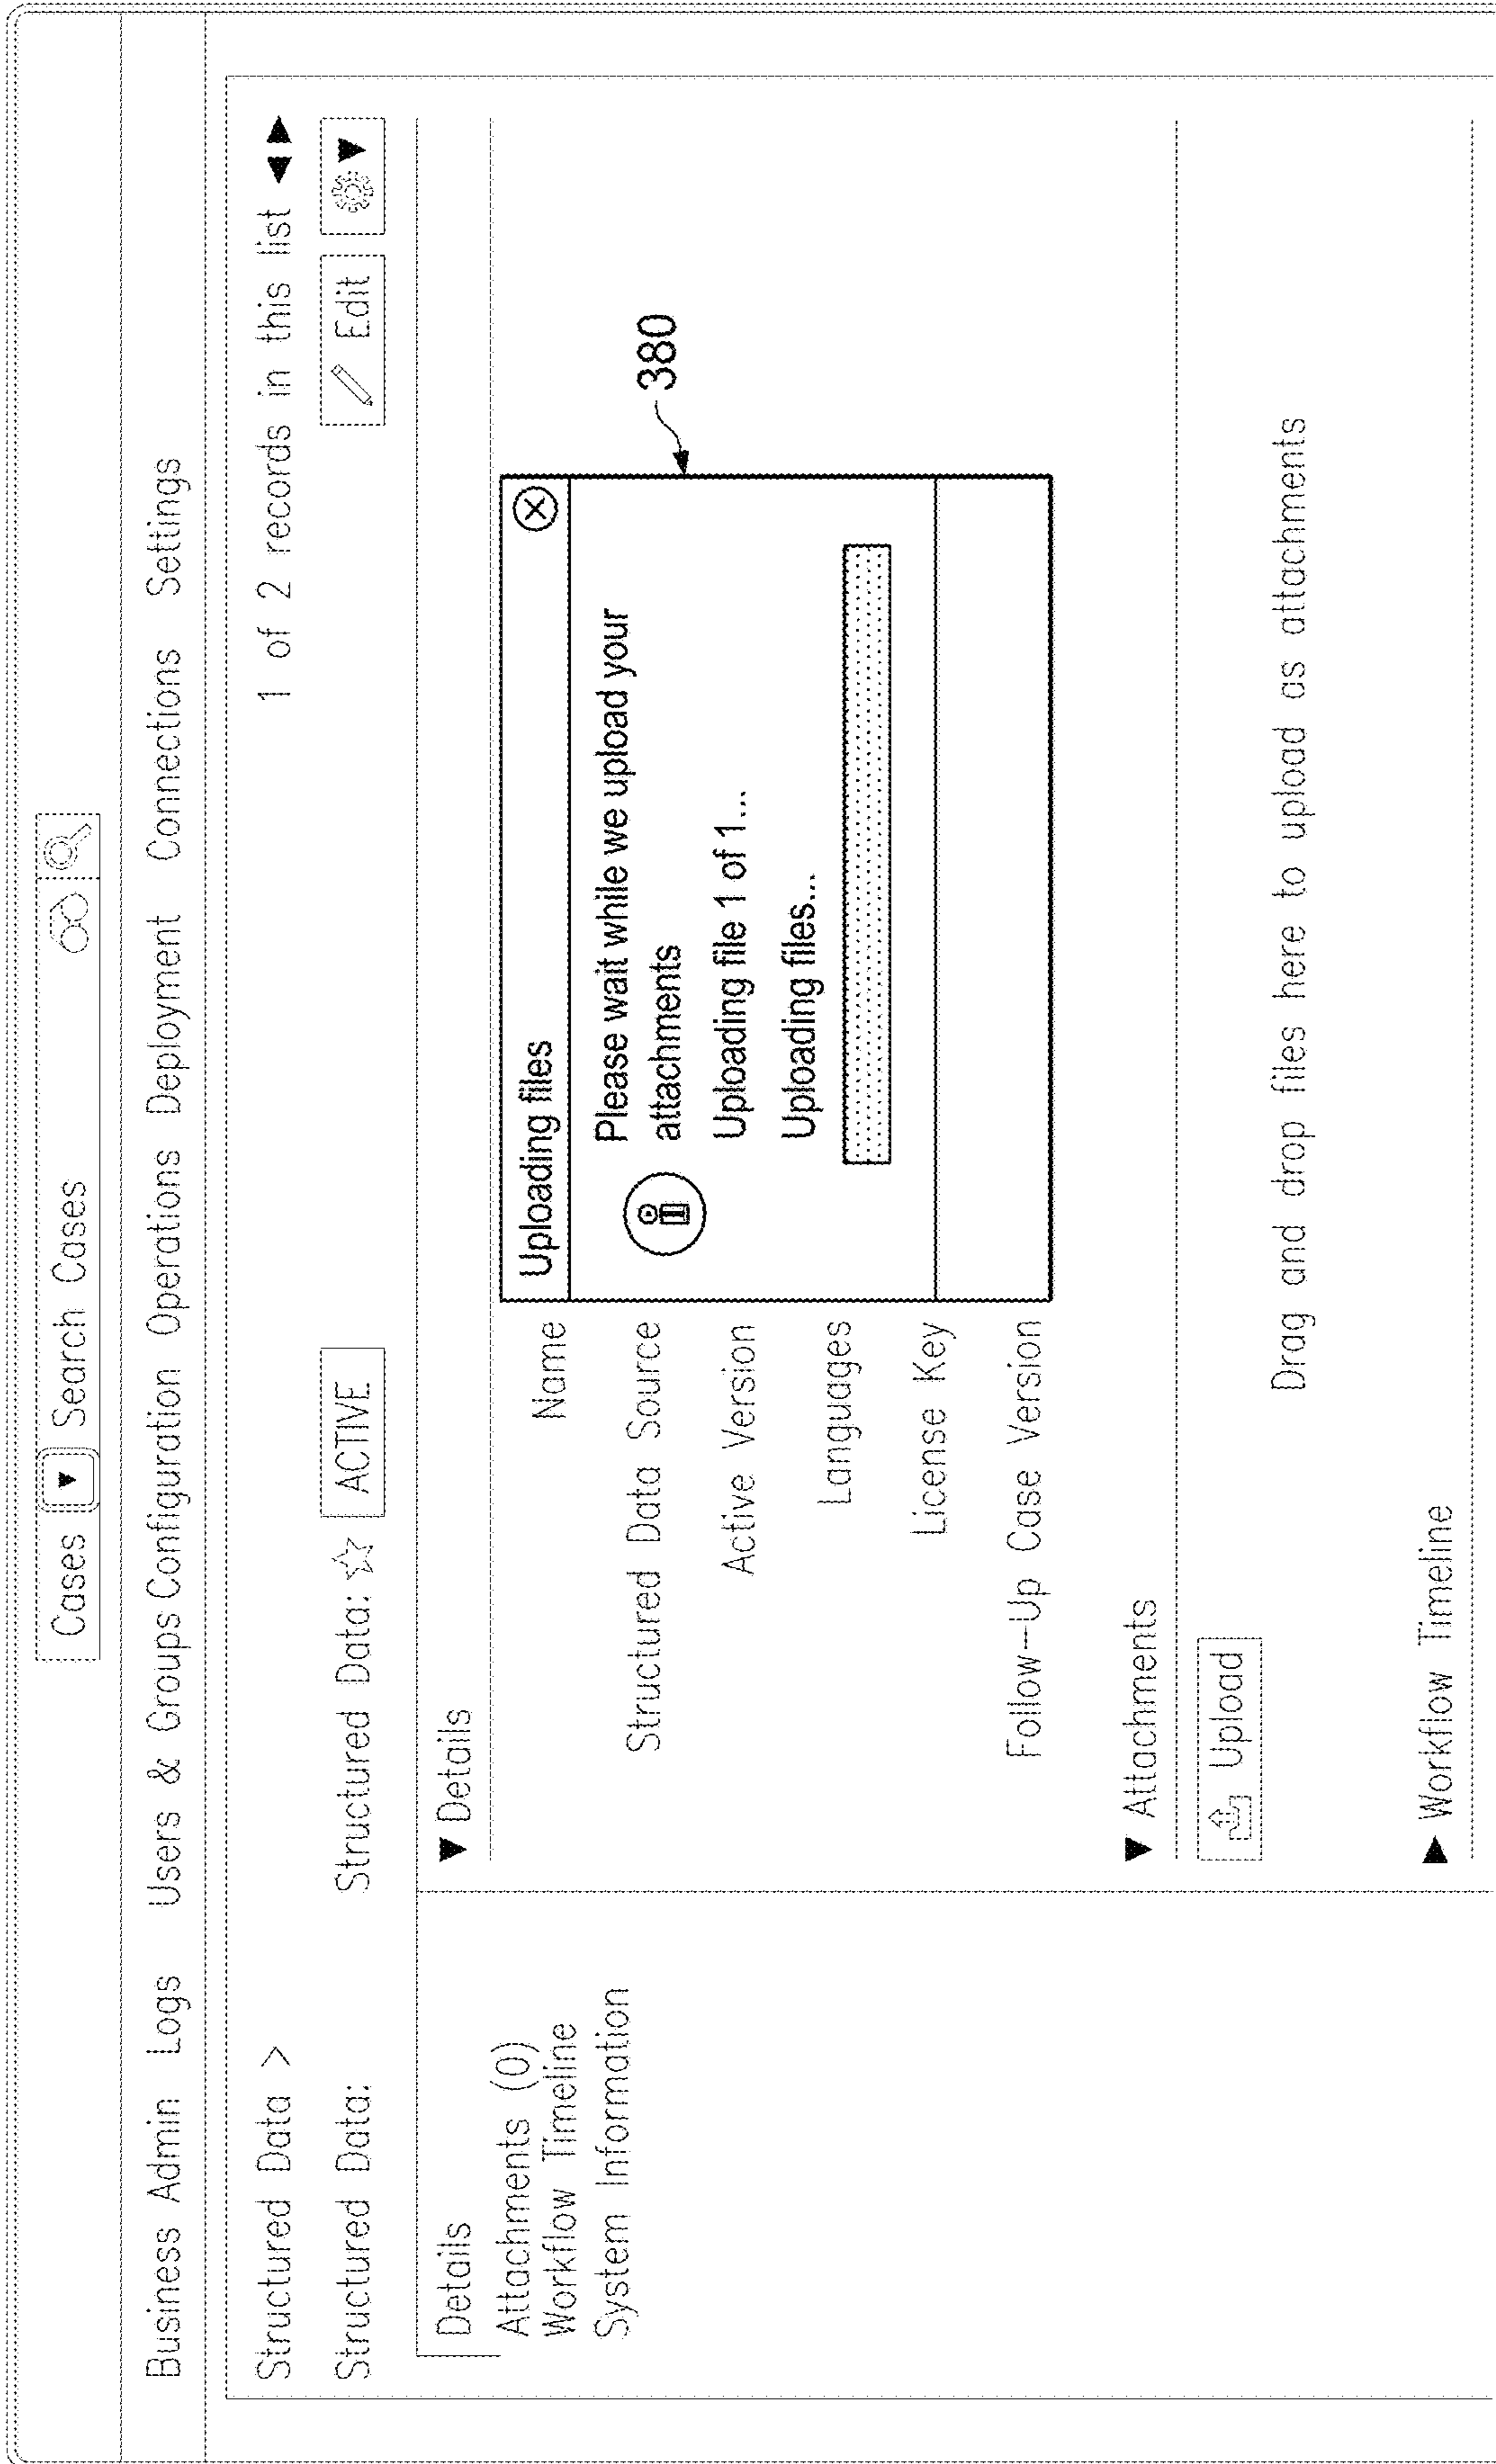 Cases ▼ Search Cases
Business Admin Logs Users & Groups Configuration Operations Deployment Connections Settings
Structured Data > 1 of 2 records in this list
Structured Data: Structured Data: ☆ ACTIVE Edit
Details
Attachments (0)
Workflow Timeline
System Information
▼ Details
Name
Structured Data Source
Active Version
Languages
License Key
Follow-Up Case Version
Uploading files
Please wait while we upload your
attachments
Uploading file 1 of 1...
Uploading files...
380
▼ Attachments
Upload
Drag and drop files here to upload as attachments
▶ Workflow Timeline